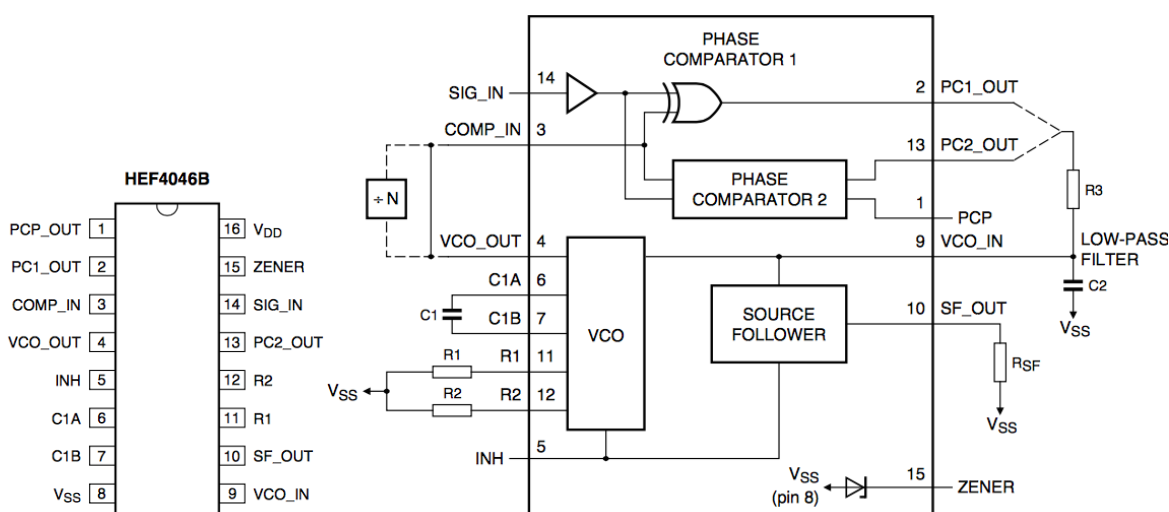 HEF4046B
PCP_OUT 1
PC1_OUT 2
COMP_IN 3
VCO_OUT 4
INH 5
C1A 6
C1B 7
VSS 8
16 VDD
15 ZENER
14 SIG_IN
13 PC2_OUT
12 R2
11 R1
10 SF_OUT
9 VCO_IN
PHASE
COMPARATOR 1
SIG_IN 14
COMP_IN 3
÷ N
VCO_OUT 4
C1A 6
C1
C1B 7
R1 R1 11
VSS
R2 R2 12
INH 5
VCO
PHASE
COMPARATOR 2
SOURCE
FOLLOWER
2 PC1_OUT
13 PC2_OUT
1 PCP
R3
9 VCO_IN
LOW-PASS
FILTER
C2
VSS
10 SF_OUT
RSF
VSS
VSS
(pin 8)
15 ZENER